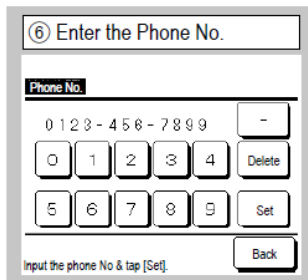 ⑥ Enter the Phone No.
Phone No.
0123-456-7899 -
0 1 2 3 4 Delete
5 6 7 8 9 Set
Input the phone No & tap [Set]. Back